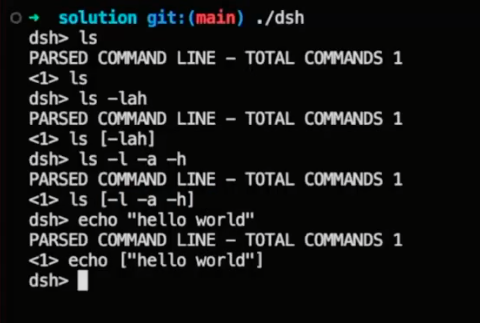 → solution git:(main) ./dsh
dsh> ls
PARSED COMMAND LINE – TOTAL COMMANDS 1
<1> ls
dsh> ls -lah
PARSED COMMAND LINE – TOTAL COMMANDS 1
<1> ls [-lah]
dsh> ls -l -a -h
PARSED COMMAND LINE – TOTAL COMMANDS 1
<1> ls [-l -a -h]
dsh> echo "hello world"
PARSED COMMAND LINE – TOTAL COMMANDS 1
<1> echo ["hello world"]
dsh>